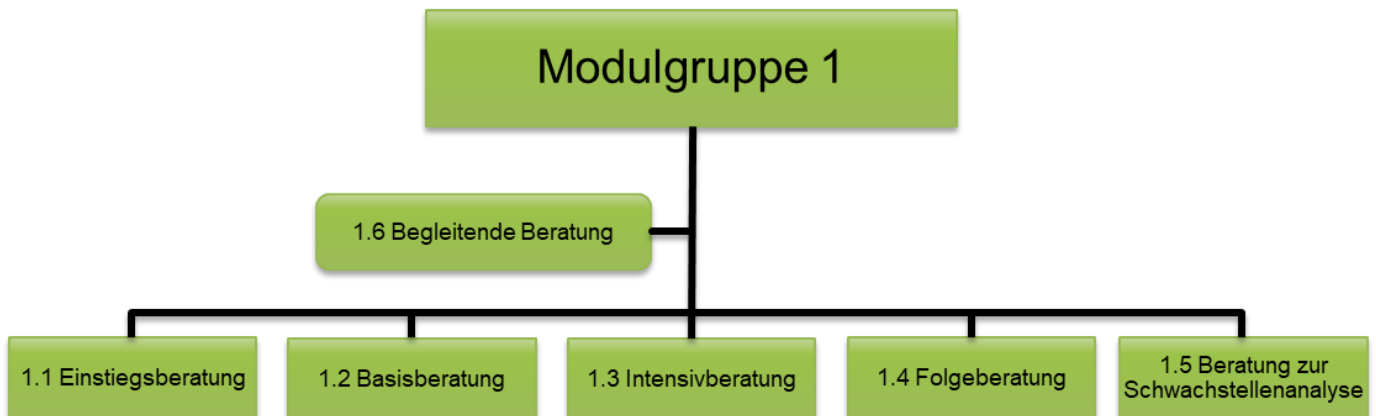 Modulgruppe 1
1.6 Begleitende Beratung
1.1 Einstiegsberatung
1.2 Basisberatung
1.3 Intensivberatung
1.4 Folgeberatung
1.5 Beratung zur
Schwachstellenanalyse